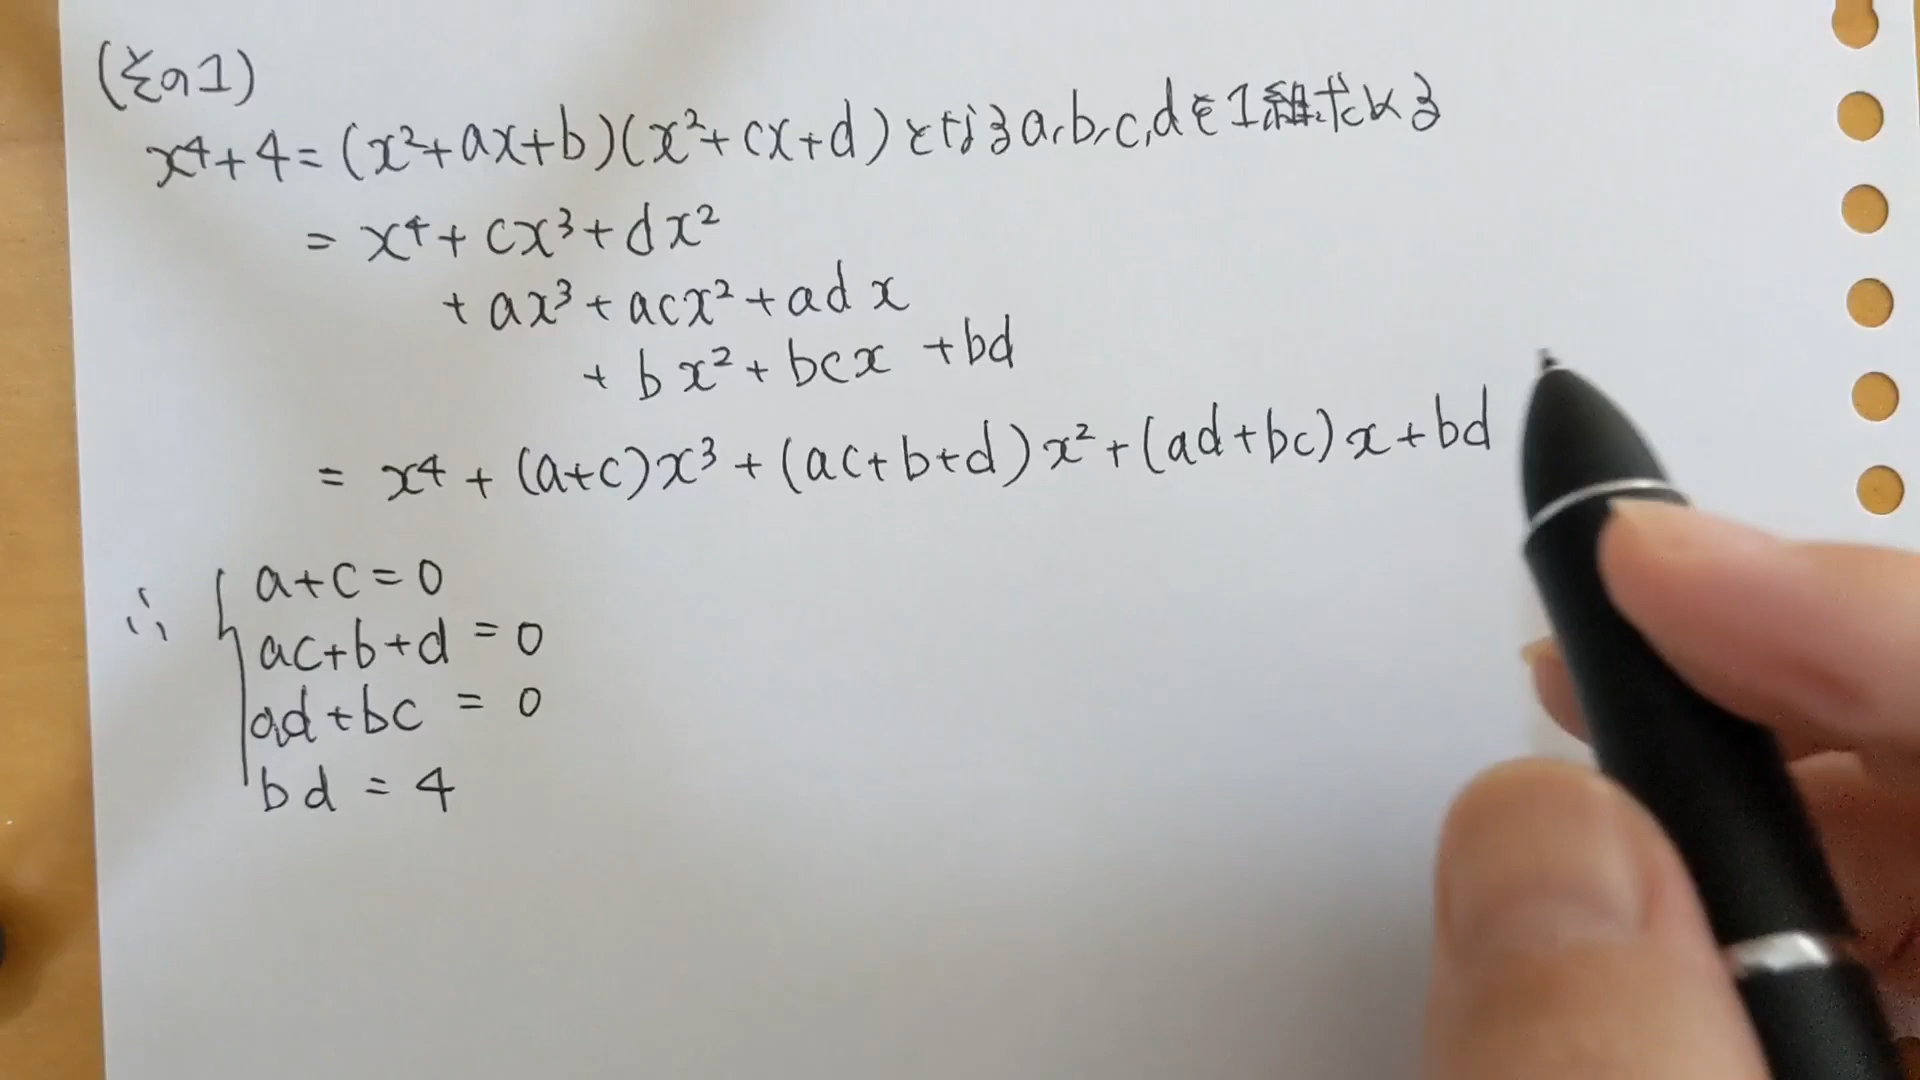 (その1)
x⁴+4=(x²+ax+b)(x²+cx+d)となるa,b,c,dを1組求める
= x⁴+cx³+dx²
+ax³+acx²+adx
+bx²+bcx+bd
= x⁴+(a+c)x³+(ac+b+d)x²+(ad+bc)x+bd
∴ { a+c=0
ac+b+d=0
ad+bc=0
bd=4